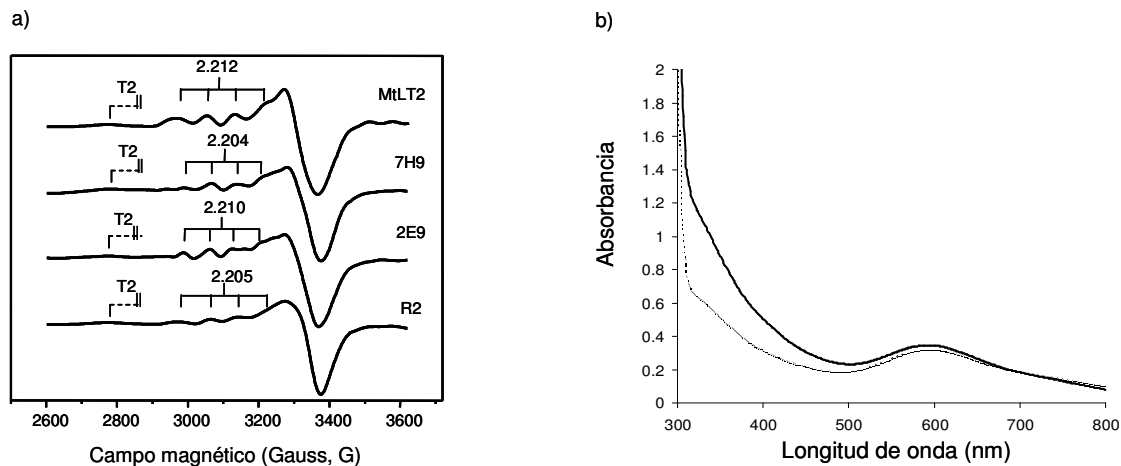 a)
2.212
T2
MtLT2
2.204
T2
7H9
2.210
T2
2E9
2.205
T2
R2
2600 2800 3000 3200 3400 3600
Campo magnético (Gauss, G)
b)
2
1.8
1.6
1.4
1.2
1
0.8
0.6
0.4
0.2
0
Absorbancia
300 400 500 600 700 800
Longitud de onda (nm)